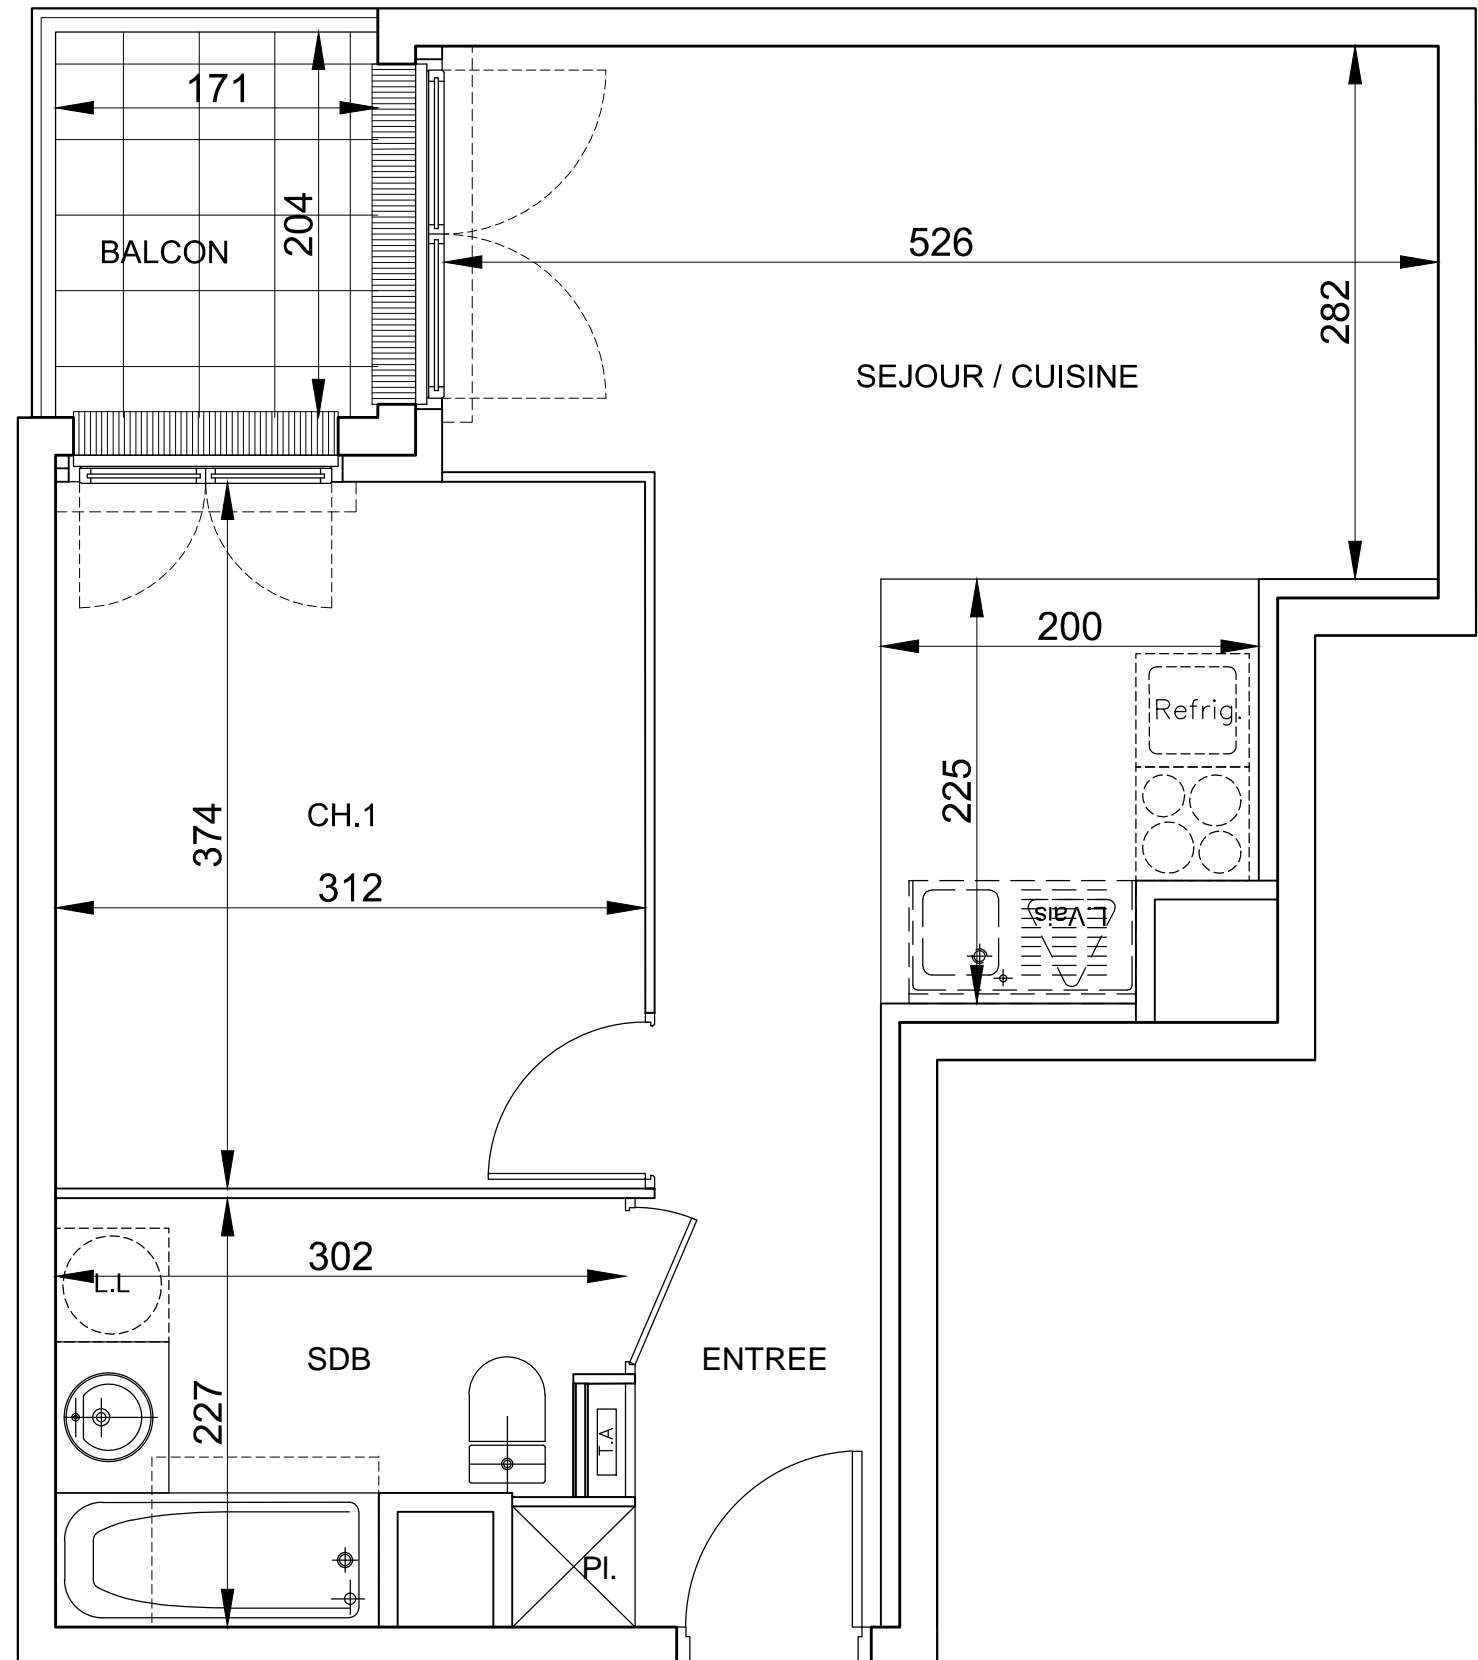 171
204
BALCON
526
282
SEJOUR / CUISINE
200
Refrig.
225
L.Vais
374
CH.1
312
302
L.L
SDB
ENTREE
227
T.A
Pl.